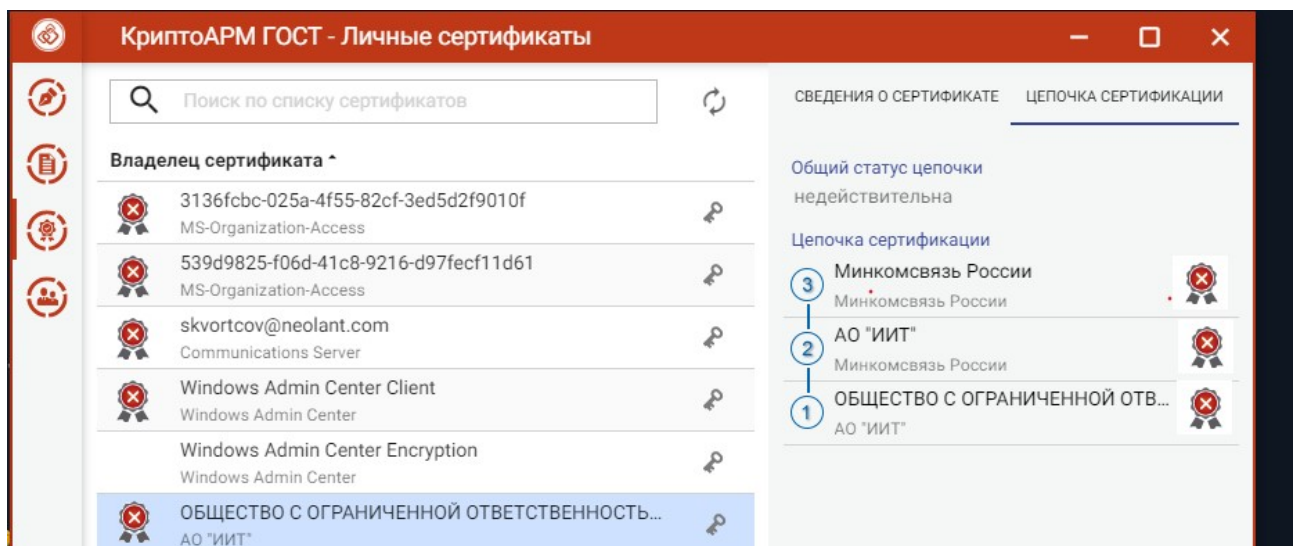 КриптоАРМ ГОСТ - Личные сертификаты
Поиск по списку сертификатов
Владелец сертификата
3136fcbc-025a-4f55-82cf-3ed5d2f9010f
MS-Organization-Access
539d9825-f06d-41c8-9216-d97fecf11d61
MS-Organization-Access
skvortcov@neolant.com
Communications Server
Windows Admin Center Client
Windows Admin Center
Windows Admin Center Encryption
Windows Admin Center
ОБЩЕСТВО С ОГРАНИЧЕННОЙ ОТВЕТСТВЕННОСТЬ...
АО "ИИТ"
СВЕДЕНИЯ О СЕРТИФИКАТЕ ЦЕПОЧКА СЕРТИФИКАЦИИ
Общий статус цепочки
недействительна
Цепочка сертификации
3 Минкомсвязь России
Минкомсвязь России
2 АО "ИИТ"
Минкомсвязь России
1 ОБЩЕСТВО С ОГРАНИЧЕННОЙ ОТВ...
АО "ИИТ"